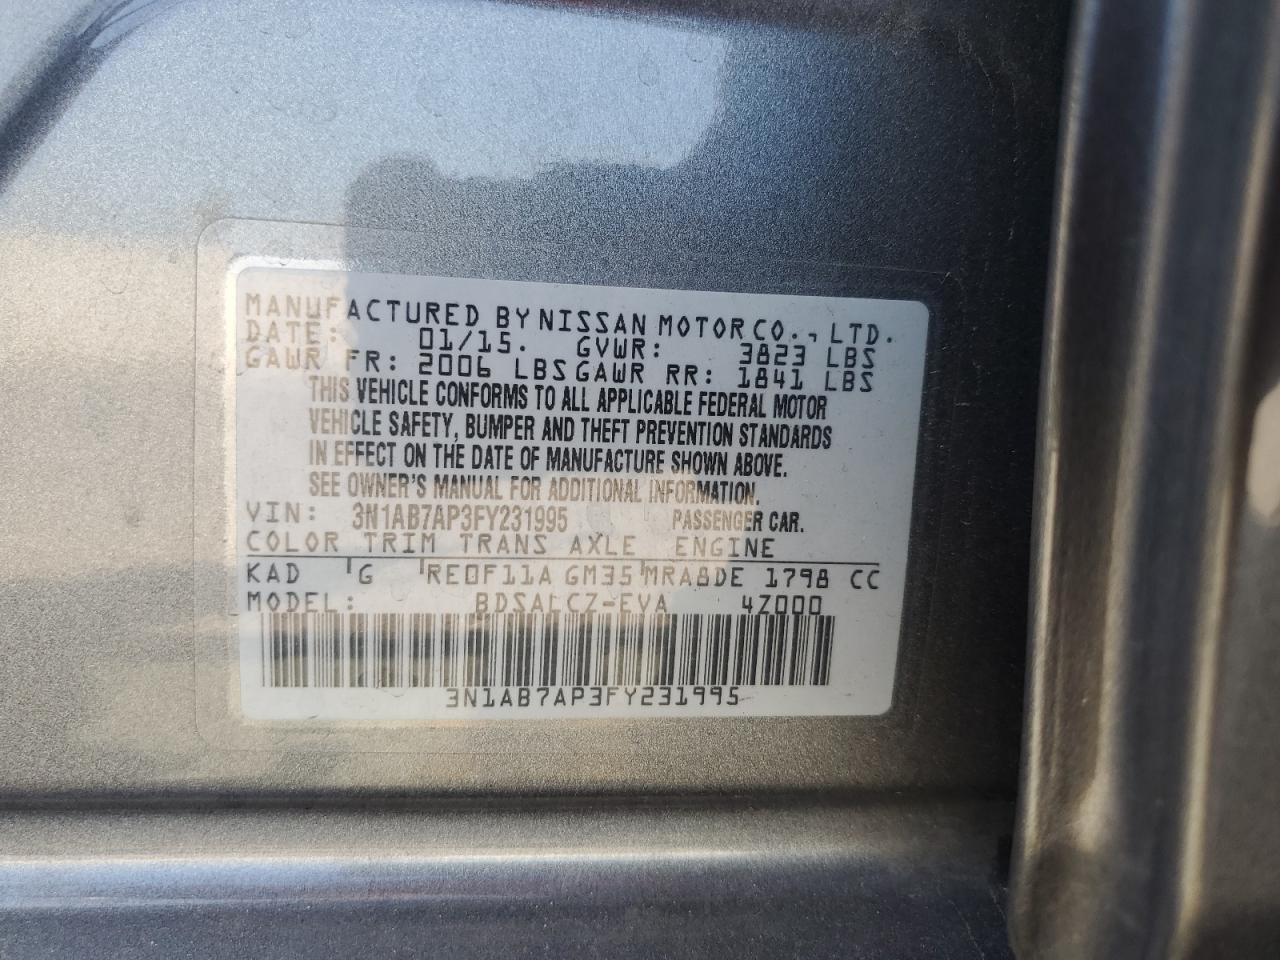 MANUFACTURED BY NISSAN MOTOR CO., LTD.
DATE: 01/15. GVWR: 3823 LBS
GAWR FR: 2006 LBS GAWR RR: 1841 LBS
THIS VEHICLE CONFORMS TO ALL APPLICABLE FEDERAL MOTOR
VEHICLE SAFETY, BUMPER AND THEFT PREVENTION STANDARDS
IN EFFECT ON THE DATE OF MANUFACTURE SHOWN ABOVE.
SEE OWNER'S MANUAL FOR ADDITIONAL INFORMATION.
VIN: 3N1AB7AP3FY231995 PASSENGER CAR.
COLOR TRIM TRANS AXLE ENGINE
KAD G RE0F11A GM35 MRA8DE 1798 CC
MODEL: BDSALCZ-EVA 4Z000
3N1AB7AP3FY231995